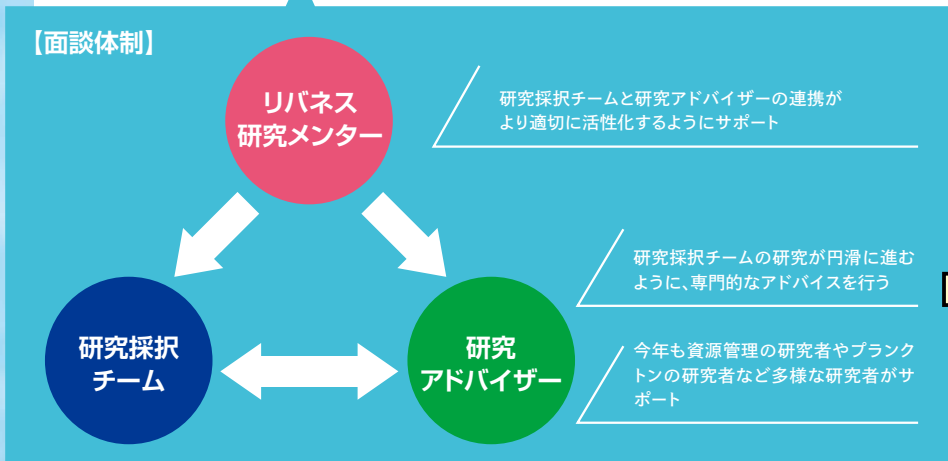 【面談体制】
リバネス
研究メンター
研究採択チームと研究アドバイザーの連携が
より適切に活性化するようにサポート
研究採択チームの研究が円滑に進む
ように、専門的なアドバイスを行う
研究採択
チーム
研究
アドバイザー
今年も資源管理の研究者やプランク
トンの研究者など多様な研究者がサ
ポート